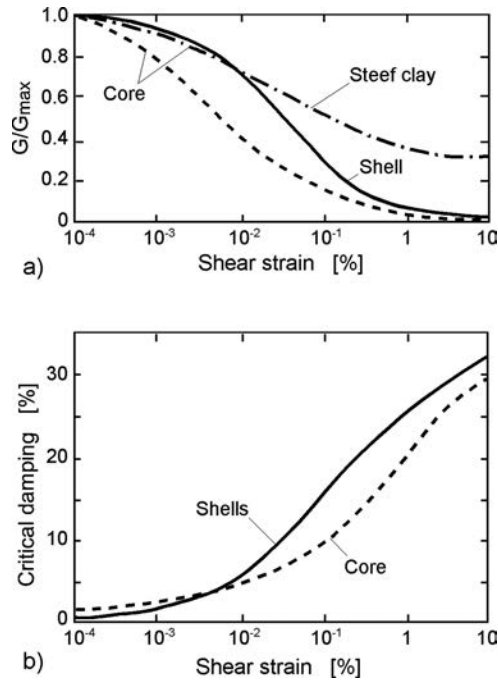 1.0
0.8
0.6
0.4
0.2
0
G/Gmax
Core
Steef clay
Shell
10-4 10-3 10-2 10-1 1 10
Shear strain [%]
a)
30
20
10
0
Critical damping [%]
Shells
Core
10-4 10-3 10-2 10-1 1 10
Shear strain [%]
b)